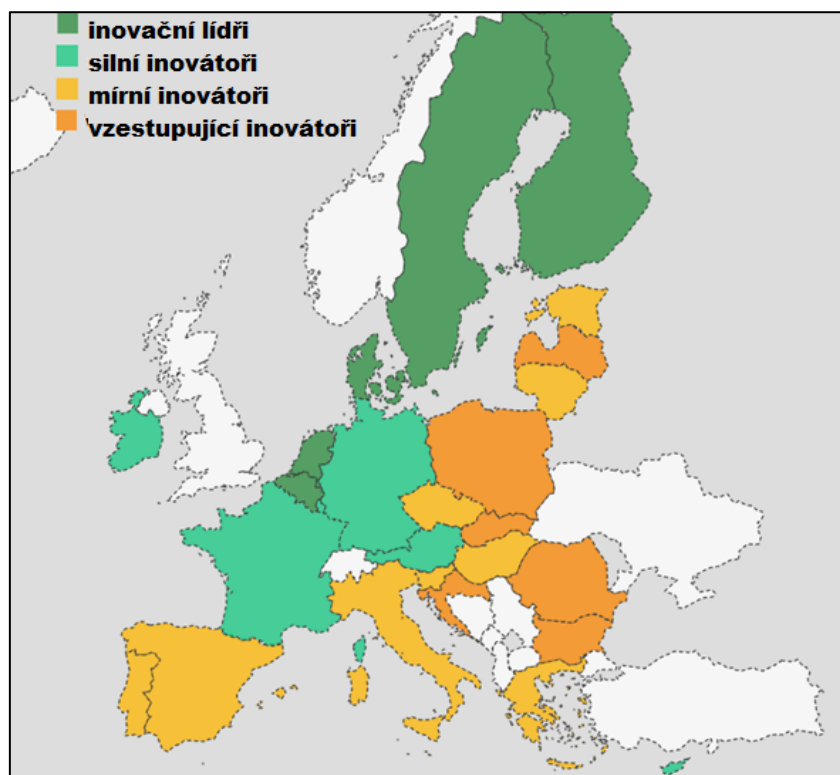 inovační lídři
silní inovátoři
mírní inovátoři
vzestupující inovátoři